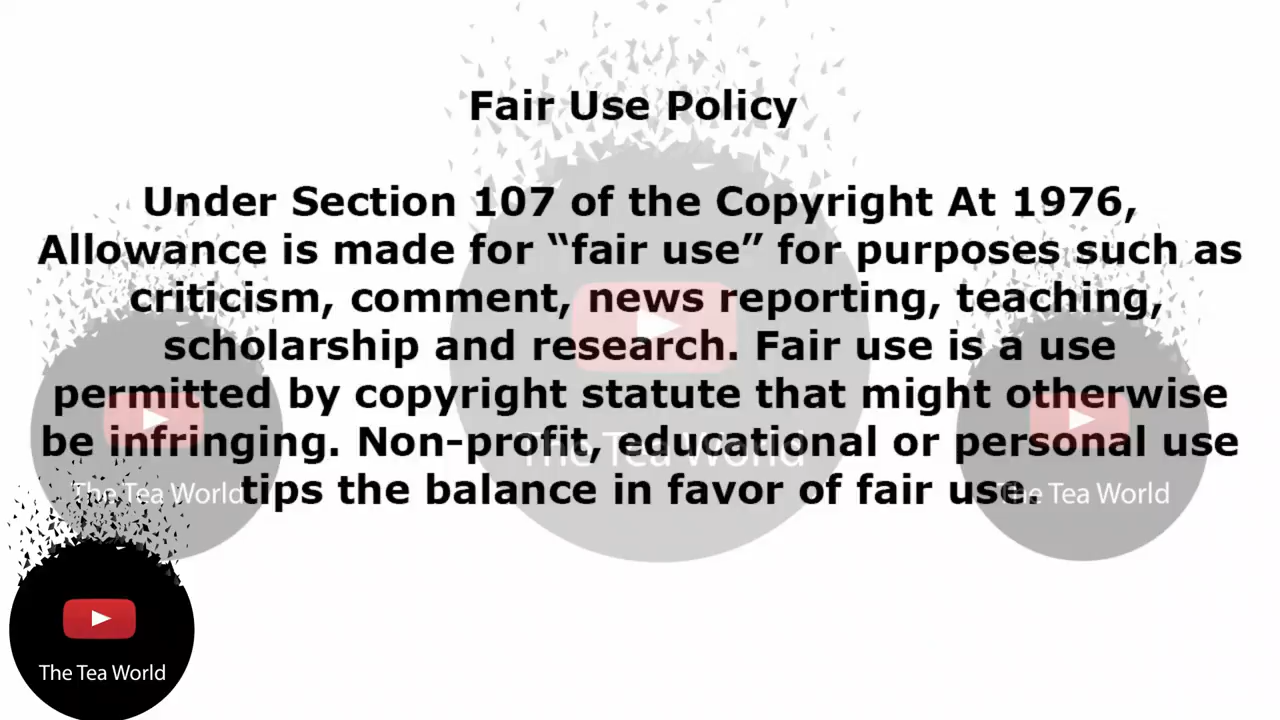 Fair Use Policy
Under Section 107 of the Copyright At 1976,
Allowance is made for “fair use” for purposes such as
criticism, comment, news reporting, teaching,
scholarship and research. Fair use is a use
permitted by copyright statute that might otherwise
be infringing. Non-profit, educational or personal use
The Tea World
tips the balance in favor of fair use.
The Tea World
The Tea World
The Tea World